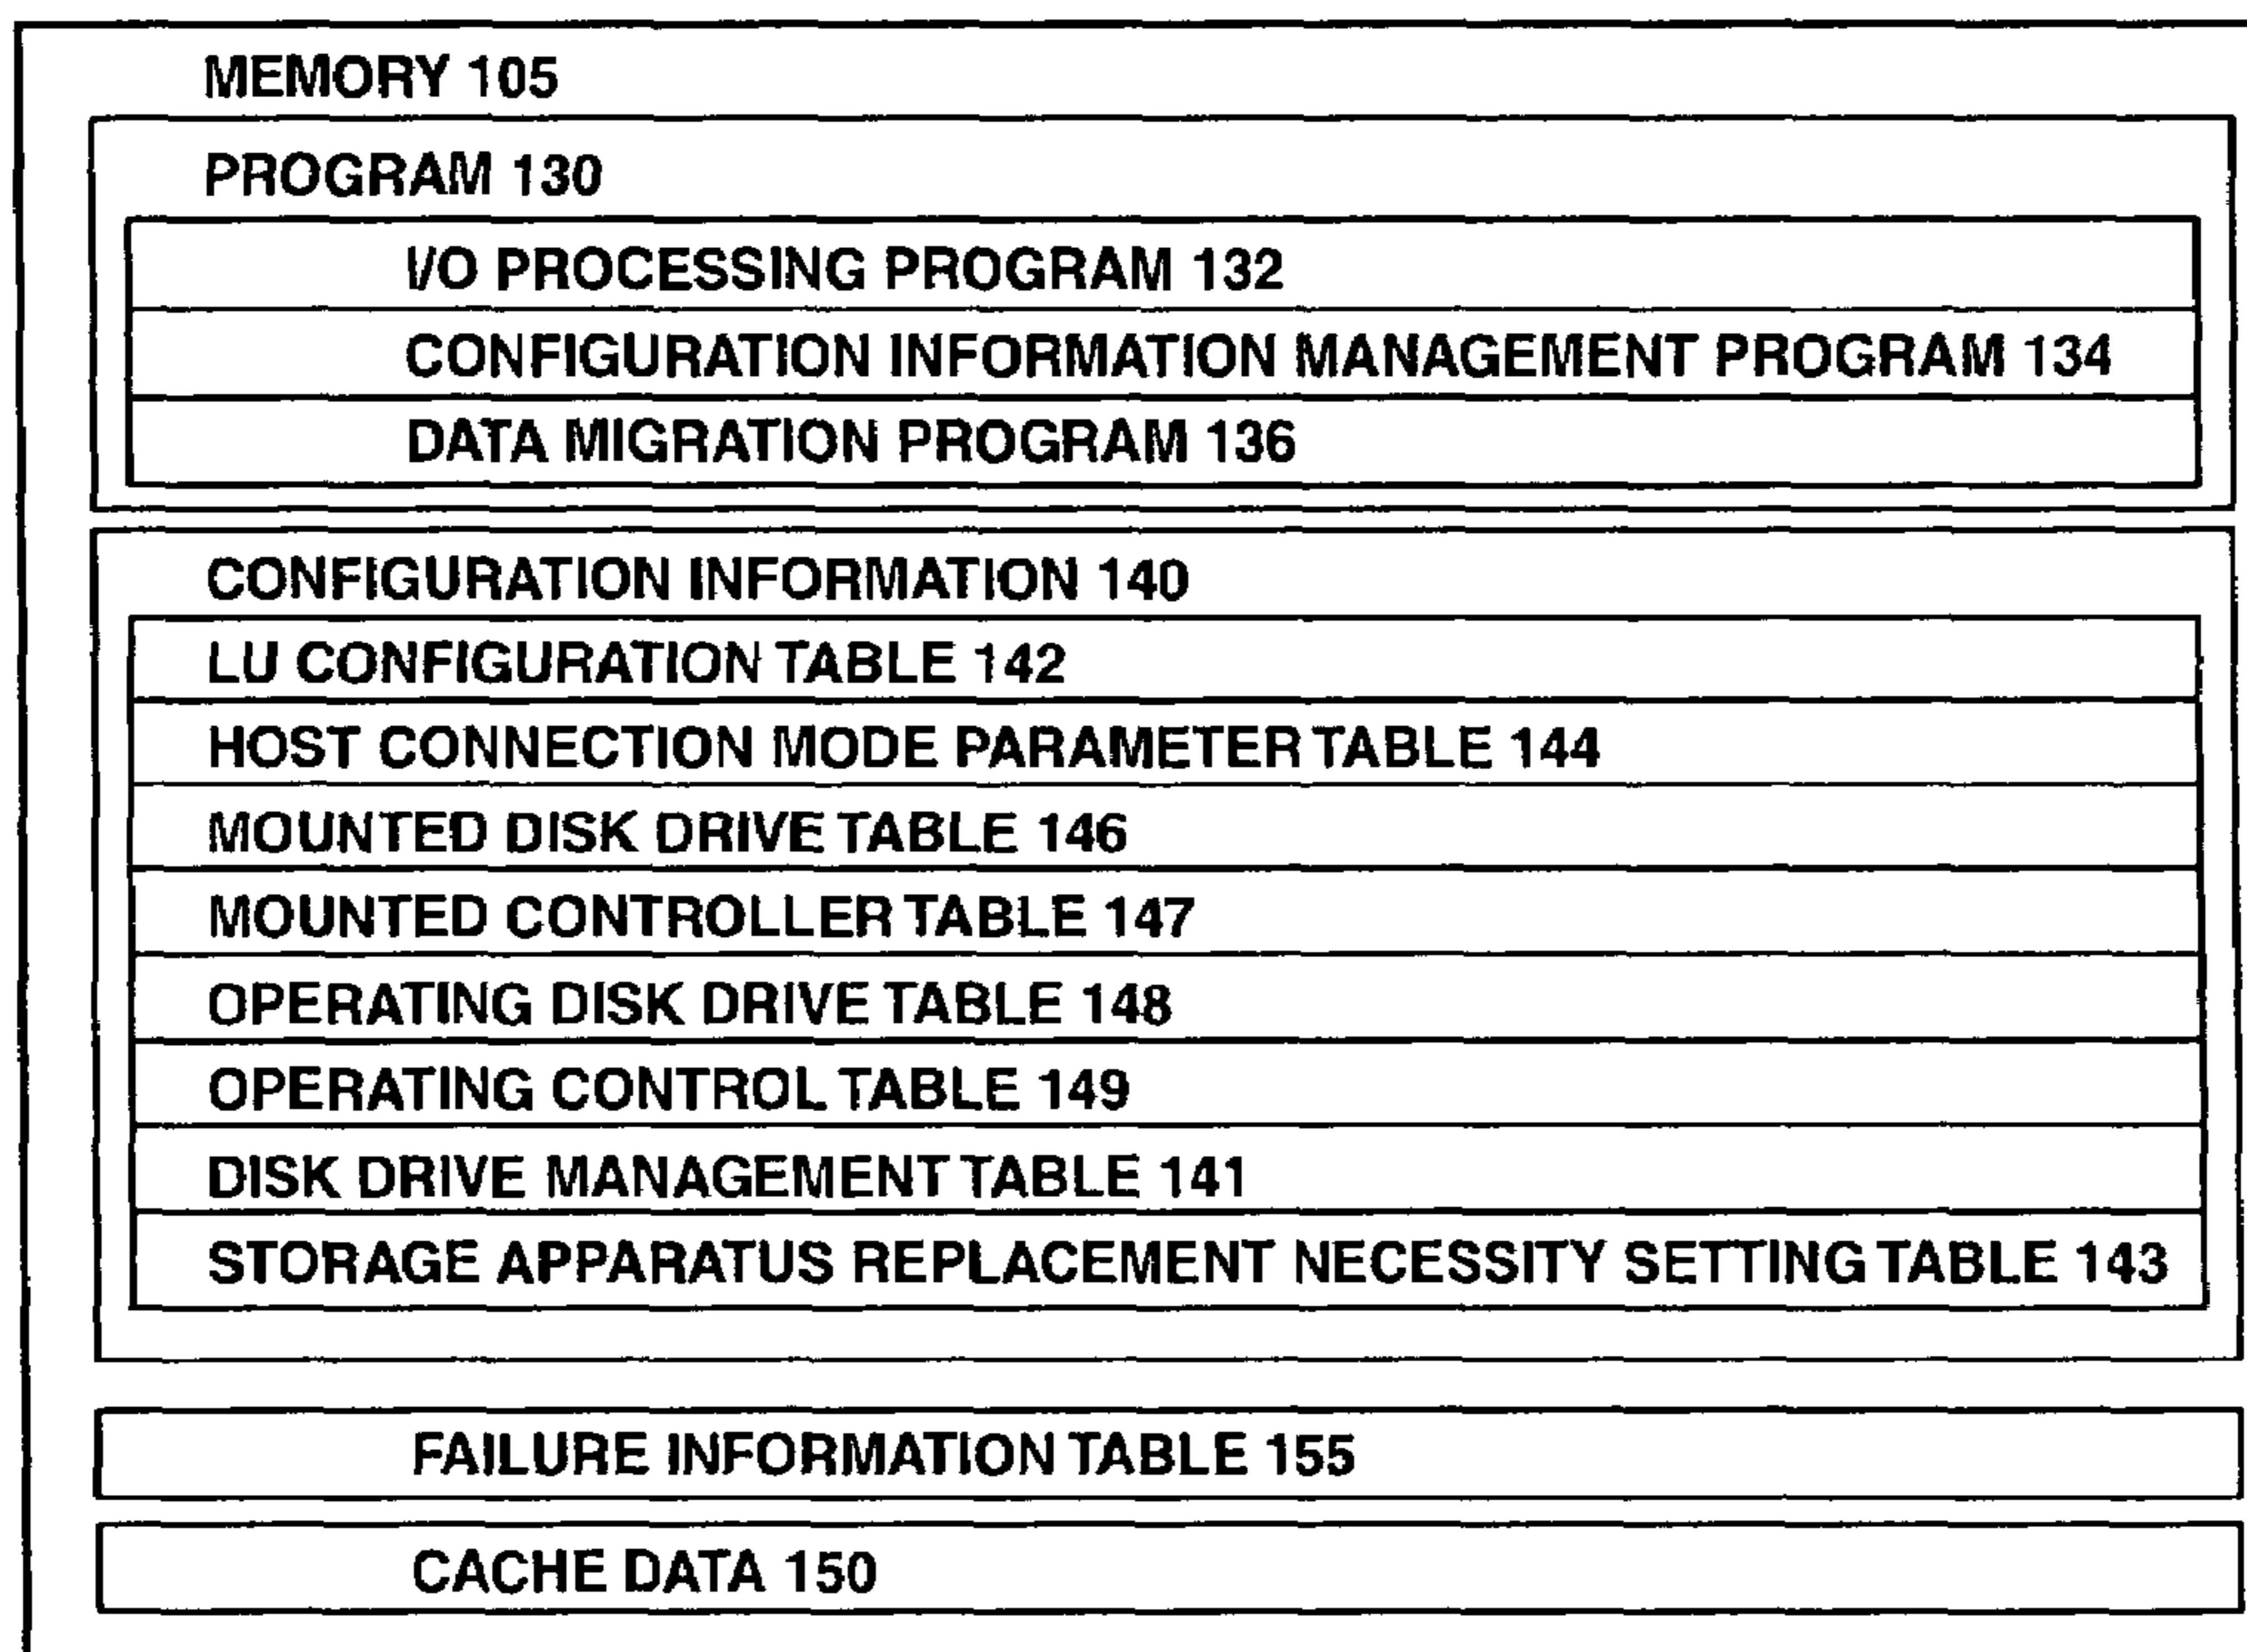 MEMORY 105
PROGRAM 130
I/O PROCESSING PROGRAM 132
CONFIGURATION INFORMATION MANAGEMENT PROGRAM 134
DATA MIGRATION PROGRAM 136
CONFIGURATION INFORMATION 140
LU CONFIGURATION TABLE 142
HOST CONNECTION MODE PARAMETER TABLE 144
MOUNTED DISK DRIVE TABLE 146
MOUNTED CONTROLLER TABLE 147
OPERATING DISK DRIVE TABLE 148
OPERATING CONTROL TABLE 149
DISK DRIVE MANAGEMENT TABLE 141
STORAGE APPARATUS REPLACEMENT NECESSITY SETTING TABLE 143
FAILURE INFORMATION TABLE 155
CACHE DATA 150